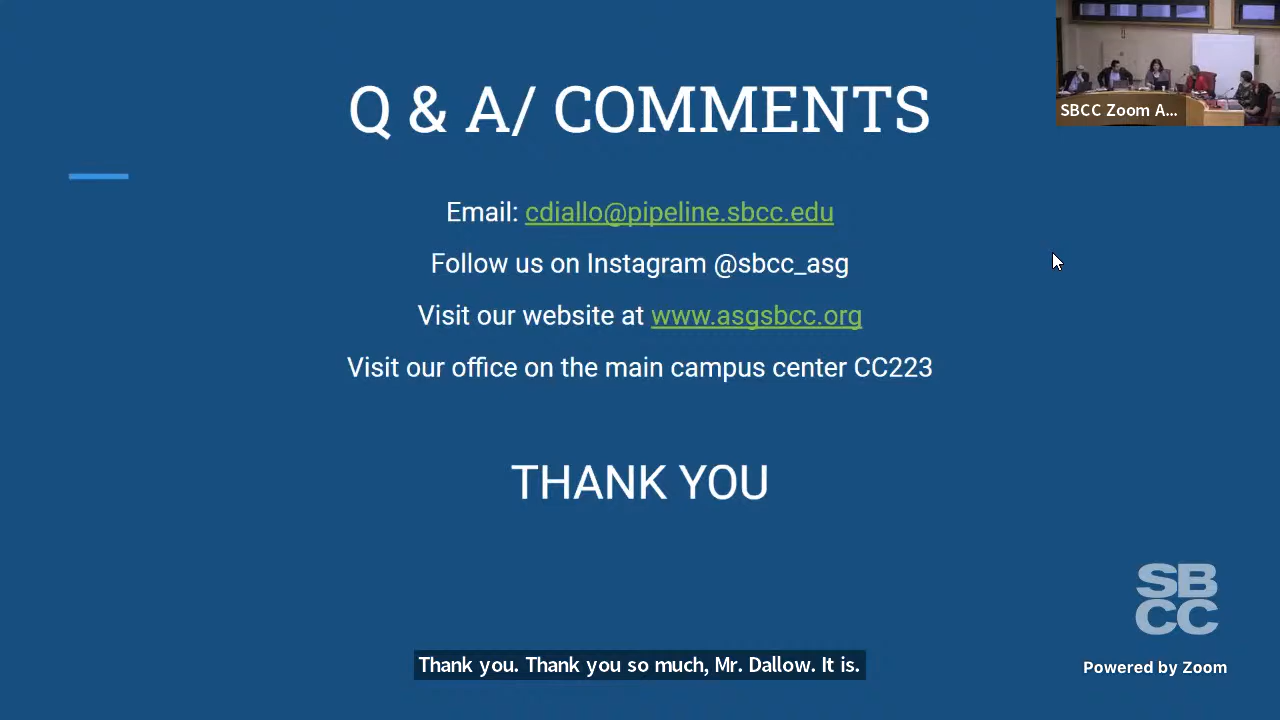 SBCC Zoom A...
Q & A/ COMMENTS
Email: cdiallo@pipeline.sbcc.edu
Follow us on Instagram @sbcc_asg
Visit our website at www.asgsbcc.org
Visit our office on the main campus center CC223
THANK YOU
SB
CC
Thank you. Thank you so much, Mr. Dallow. It is.
Powered by Zoom